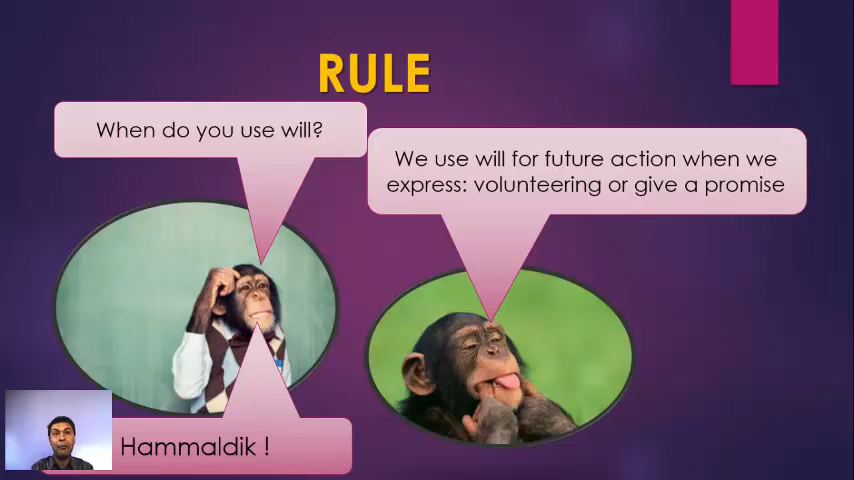 RULE
When do you use will?
We use will for future action when we
express: volunteering or give a promise
Hammaldik !